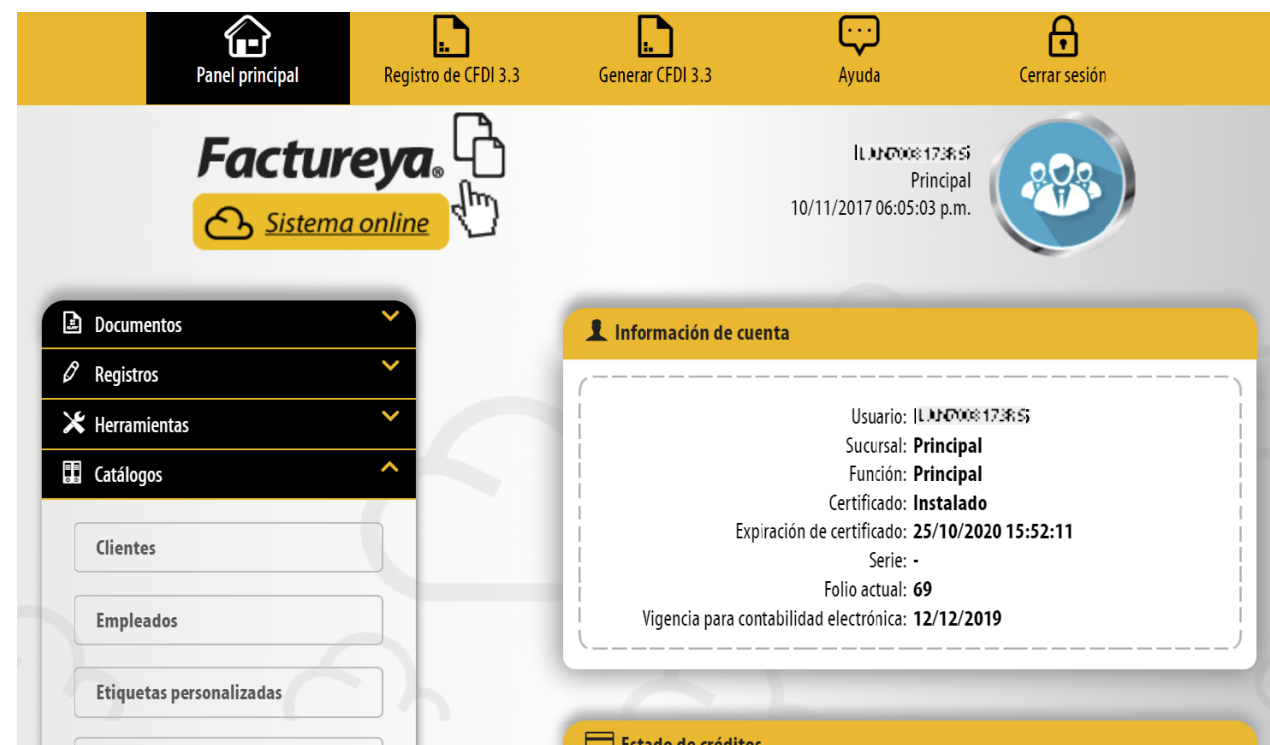 Panel principal
Registro de CFDI 3.3
Generar CFDI 3.3
Ayuda
Cerrar sesión
Factureya®
Sistema online
Principal
10/11/2017 06:05:03 p.m.
Documentos
Registros
Herramientas
Catálogos
Clientes
Empleados
Etiquetas personalizadas
Información de cuenta
Usuario:
Sucursal: Principal
Función: Principal
Certificado: Instalado
Expiración de certificado: 25/10/2020 15:52:11
Serie: -
Folio actual: 69
Vigencia para contabilidad electrónica: 12/12/2019
Estado de créditos